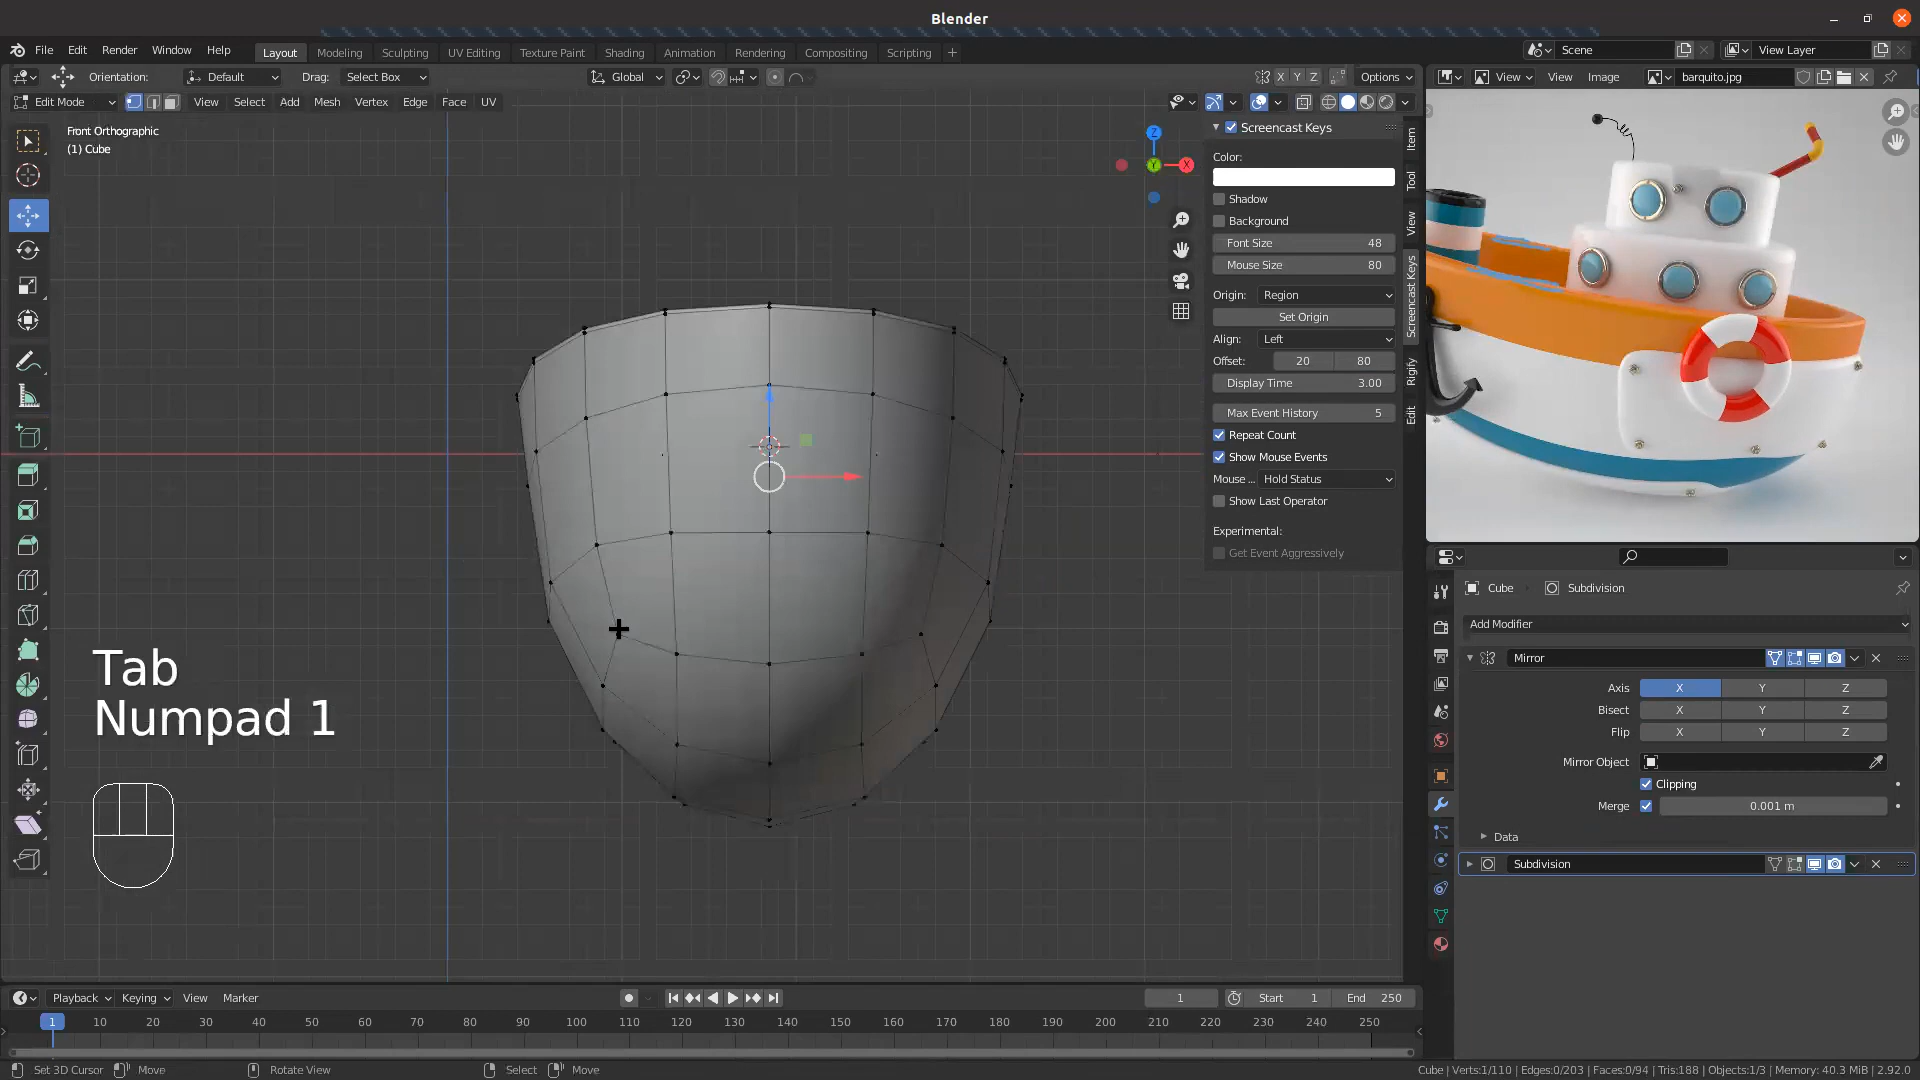 Blender
File Edit Render Window Help
Layout Modeling Sculpting UV Editing Texture Paint Shading Animation Rendering Compositing Scripting +
Scene
View Layer
Orientation: Default Drag: Select Box
Global
X Y Z Options
View View Image barquito.jpg
Edit Mode View Select Add Mesh Vertex Edge Face UV
Front Orthographic
(1) Cube
Z
Y X
Screencast Keys
Color:
Shadow
Background
Font Size 48
Mouse Size 80
Origin: Region
Set Origin
Align: Left
Offset: 20 80
Display Time 3.00
Max Event History 5
Repeat Count
Show Mouse Events
Mouse ... Hold Status
Show Last Operator
Experimental:
Get Event Aggressively
Item
Tool
View
Screencast Keys
Rigify
Edit
Tab
Numpad 1
Cube Subdivision
Add Modifier
Mirror
Axis X Y Z
Bisect X Y Z
Flip X Y Z
Mirror Object
Clipping
Merge 0.001 m
Data
Subdivision
Playback Keying View Marker
1 Start 1 End 250
1 10 20 30 40 50 60 70 80 90 100 110 120 130 140 150 160 170 180 190 200 210 220 230 240 250
Set 3D Cursor Move Rotate View Select Move
Cube | Verts:1/110 | Edges:0/203 | Faces:0/94 | Tris:188 | Objects:1/3 | Memory: 40.3 MiB | 2.92.0